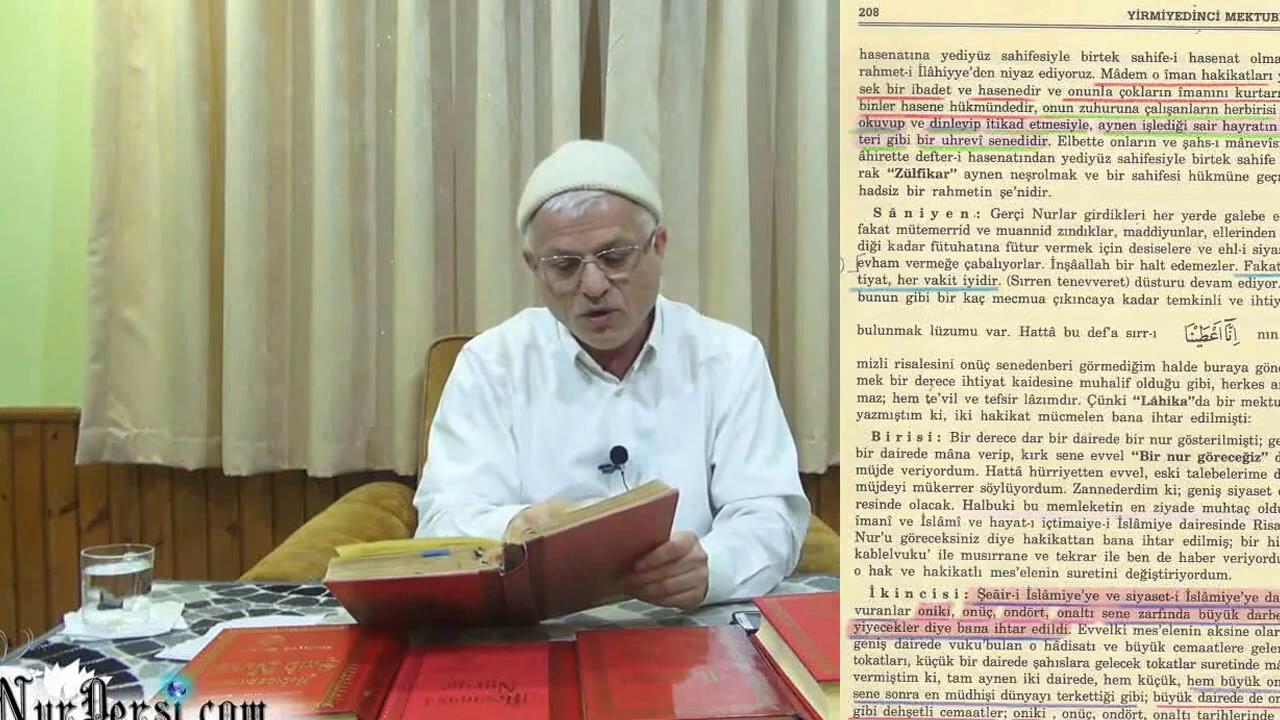 208
YİRMİYEDİNCİ MEKTUB
hasenatına yediyüz sahifesiyle birtek sahife-i hasenat olma
rahmet-i İlâhiyye'den niyaz ediyoruz. Mâdem o îman hakikatları y
sek bir ibadet ve hasenedir ve onunla çokların îmanını kurtar
binler hasene hükmündedir, onun zuhuruna çalışanların herbirisi
okuyup ve dinleyip îtikad etmesiyle, aynen işlediği sair hayratın
teri gibi bir uhrevî senedidir. Elbette onların ve şahs-ı mânevîs
âhirette defter-i hasenatından yediyüz sahifesiyle birtek sahife
rak "Zülfikar" aynen neşrolmak ve bir sahifesi hükmüne geç
hadsiz bir rahmetin şe'nidir.
Sâniyen: Gerçi Nurlar girdikleri her yerde galebe e
fakat mütemerrid ve muannid zındıklar, maddiyunlar, ellerinden
diği kadar fütuhatına fütur vermek için desiselere ve ehl-i siya
evham vermeğe çabalıyorlar. İnşâallah bir halt edemezler. Fakat
tiyat, her vakit iyidir. (Sırren tenevveret) düsturu devam ediyor.
bunun gibi bir kaç mecmua çıkıncaya kadar temkinli ve ihtiy
bulunmak lüzumu var. Hattâ bu def'a sırr-ı اِنَّٓا اَعْطَيْنَا nın
mizli risalesini onüç senedenberi görmediğim halde buraya gön
mek bir derece ihtiyat kaidesine muhalif olduğu gibi, herkes a
maz; hem te'vil ve tefsir lâzımdır. Çünki "Lâhika"da bir mektu
yazmıştım ki, iki hakikat mücmelen bana ihtar edilmişti:
Birisi: Bir derece dar bir dairede bir nur gösterilmişti; ge
bir dairede mâna verip, kırk sene evvel "Bir nur göreceğiz" d
müjde veriyordum. Hattâ hürriyetten evvel, eski talebelerime
müjdeyi mükerrer söylüyordum. Zannederdim ki; geniş siyaset
resinde olacak. Halbuki bu memleketin en ziyade muhtaç oldu
îmanî ve İslâmî ve hayat-ı içtimaiye-i İslâmiye dairesinde Risa
Nur'u göreceksiniz diye hakikattan bana ihtar edilmiş; bir hi
kablelvuku' ile musırrane ve tekrar ile ben de haber veriyordu
o hak ve hakikatlı mes'elenin suretini değiştiriyordum.
İkincisi: Şeâir-i İslâmiye'ye ve siyaset-i İslâmiye'ye da
vuranlar oniki, onüç, ondört, onaltı sene zarfında büyük darbe
yiyecekler diye bana ihtar edildi. Evvelki mes'elenin aksine olar
geniş dairede vuku'bulan o hâdisatı ve büyük cemaatlere gele
tokatları, küçük bir dairede şahıslara gelecek tokatlar suretinde mâ
vermiştim ki, tam aynen iki dairede, hem küçük, hem büyük on
sene sonra en müdhişi dünyayı terkettiği gibi; büyük dairede de on
gibi dehşetli cemaatler; oniki, onüç, ondört, onaltı tarihlerinde
NurDersi.com